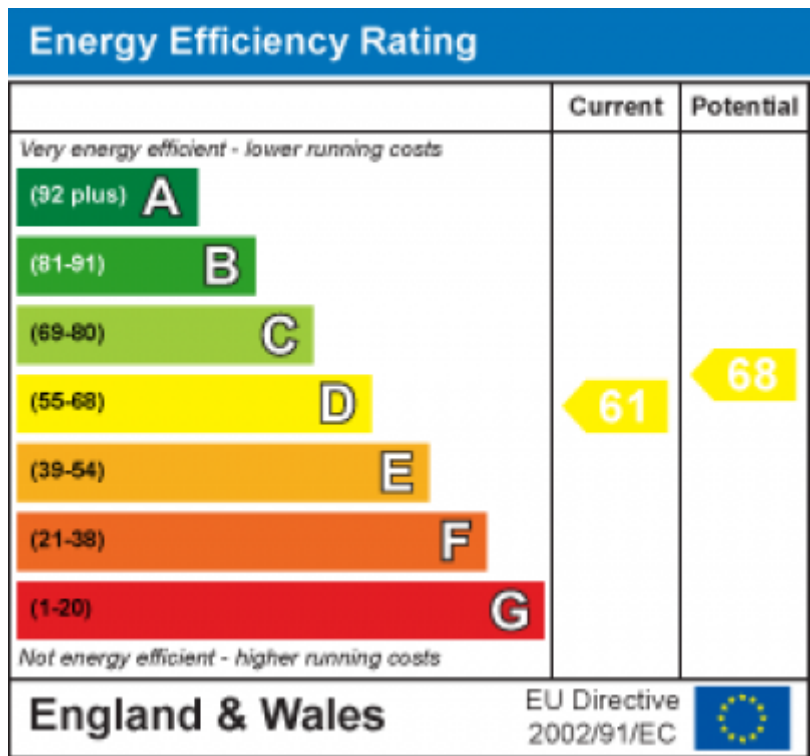 Energy Efficiency Rating
Current Potential
Very energy efficient - lower running costs
(92 plus) A
(81-91) B
(69-80) C
(55-68) D
61
68
(39-54) E
(21-38) F
(1-20) G
Not energy efficient - higher running costs
England & Wales
EU Directive
2002/91/EC